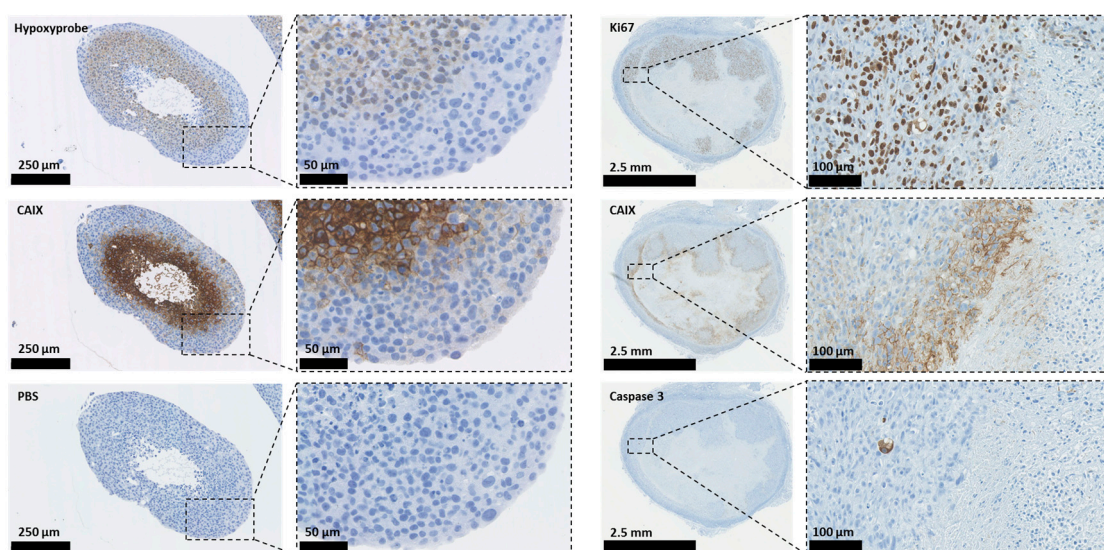 Hypoxyprobe
250 µm
50 µm
Ki67
2.5 mm
100 µm
CAIX
250 µm
50 µm
CAIX
2.5 mm
100 µm
PBS
250 µm
50 µm
Caspase 3
2.5 mm
100 µm